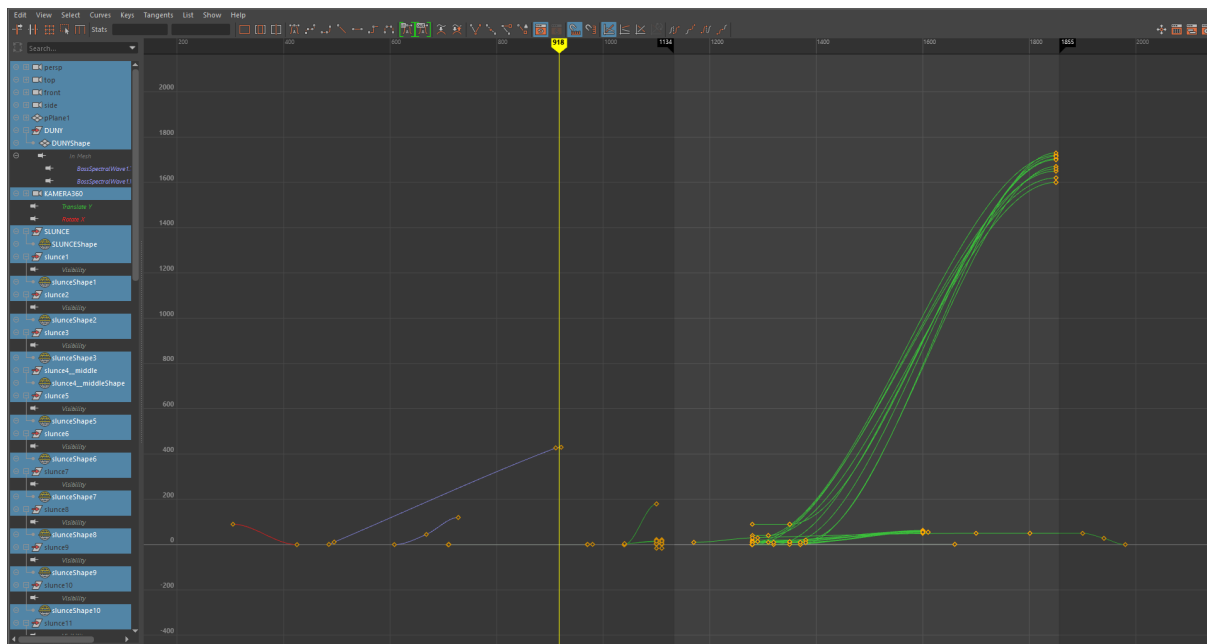 Edit View Select Curves Keys Tangents List Show Help
Stats
Search...
200 400 600 800 918 1000 1134 1200 1400 1600 1800 1855 2000
persp
top
front
side
pPlane1
DUNY
DUNYShape
In Mesh
BossSpectralWave1
BossSpectralWave1
KAMERA360
Translate Y
Rotate X
SLUNCE
SLUNCEShape
slunce1
Visibility
slunceShape1
slunce2
Visibility
slunceShape2
slunce3
Visibility
slunceShape3
slunce4__middle
slunce4__middleShape
slunce5
Visibility
slunceShape5
slunce6
Visibility
slunceShape6
slunce7
Visibility
slunceShape7
slunce8
Visibility
slunceShape8
slunce9
Visibility
slunceShape9
slunce10
Visibility
slunceShape10
slunce11
2000
1800
1600
1400
1200
1000
800
600
400
200
0
-200
-400